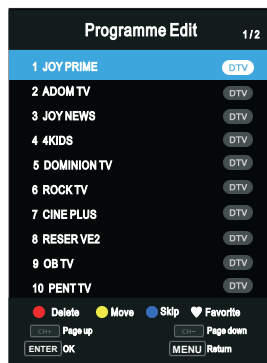 Programme Edit 1/2
1 JOY PRIME DTV
2 ADOM TV DTV
3 JOY NEWS DTV
4 4KIDS DTV
5 DOMINION TV DTV
6 ROCK TV DTV
7 CINE PLUS DTV
8 RESER VE2 DTV
9 OB TV DTV
10 PENT TV DTV
Delete Move Skip Favorite
CH+ Page up CH- Page down
ENTER OK MENU Return